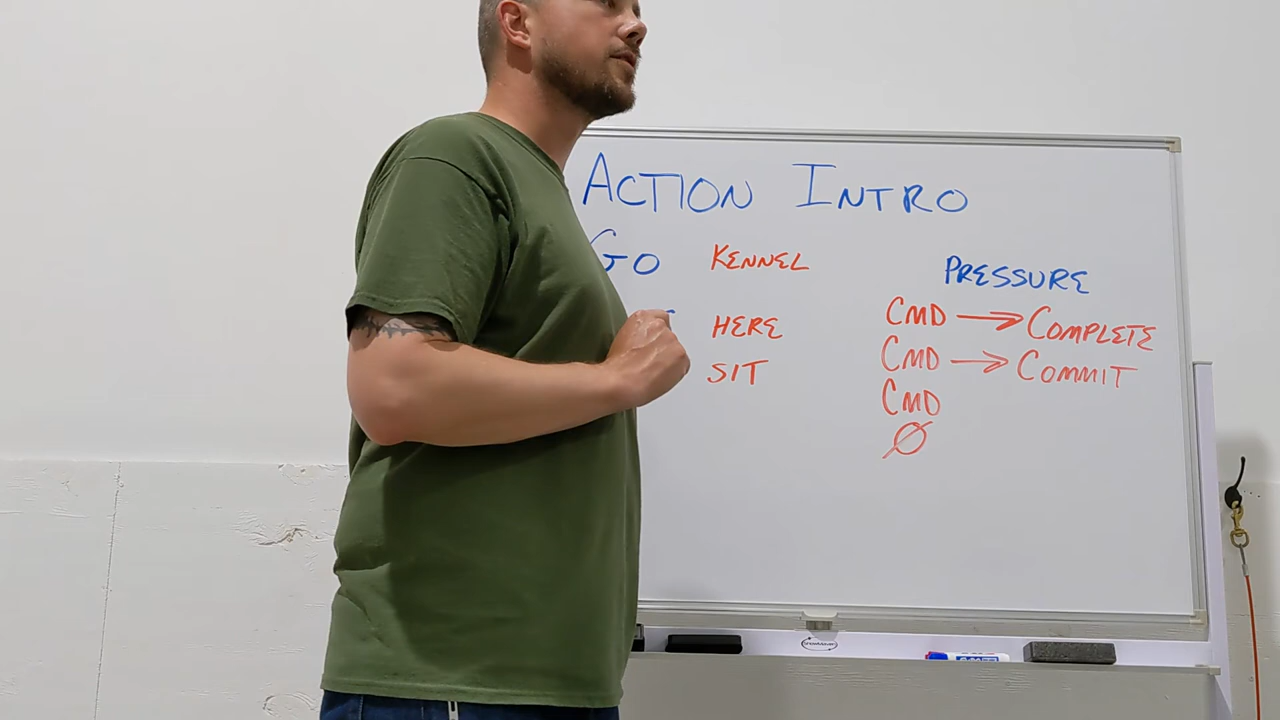 ACTION INTRO
GO KENNEL
HERE
SIT
PRESSURE
CMD → COMPLETE
CMD → COMMIT
CMD
Ø